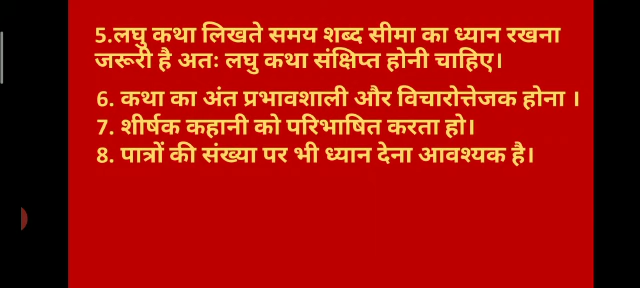 5.लघु कथा लिखते समय शब्द सीमा का ध्यान रखना
जरूरी है अतः लघु कथा संक्षिप्त होनी चाहिए।
6. कथा का अंत प्रभावशाली और विचारोत्तेजक होना ।
7. शीर्षक कहानी को परिभाषित करता हो।
8. पात्रों की संख्या पर भी ध्यान देना आवश्यक है।